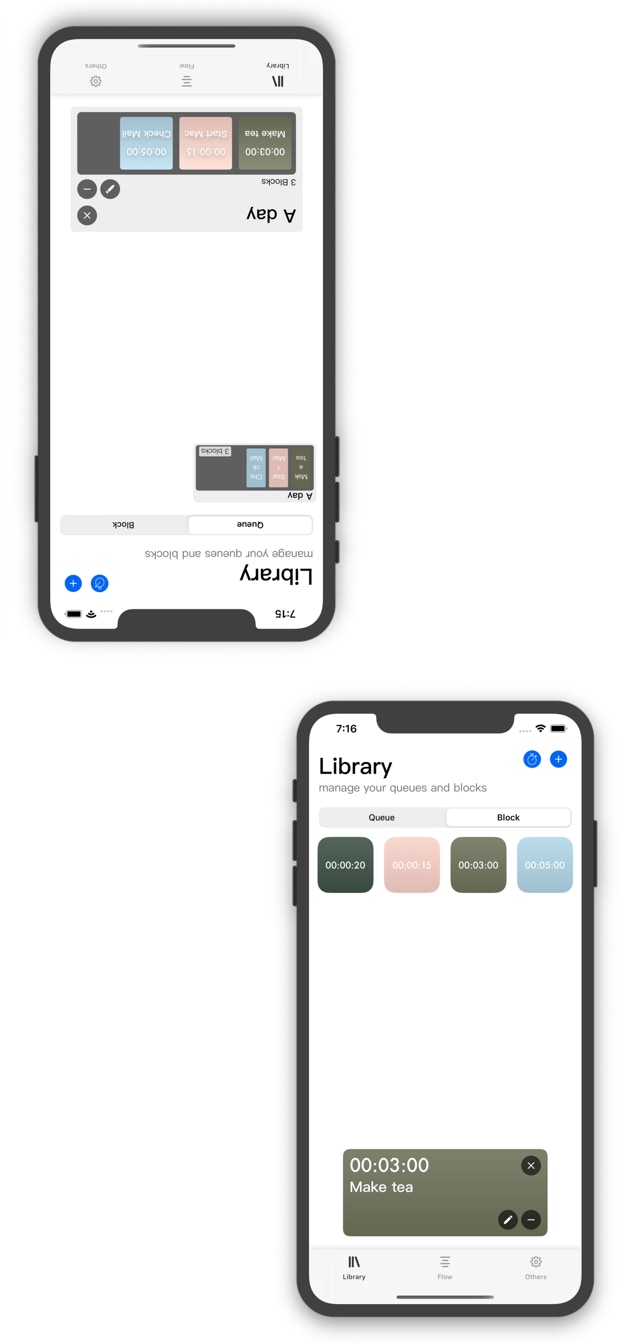 7:15
Library
manage your queues and blocks
Queue Block
A day
Mak
e
tea
Star
t
Mac
Che
ck
Mail
3 blocks
A day
3 Blocks
00:03:00 00:00:15 00:05:00
Make tea Start Mac Check Mail
Library Flow Others
7:16
Library
manage your queues and blocks
Queue Block
00:00:20 00:00:15 00:03:00 00:05:00
00:03:00
Make tea
Library Flow Others